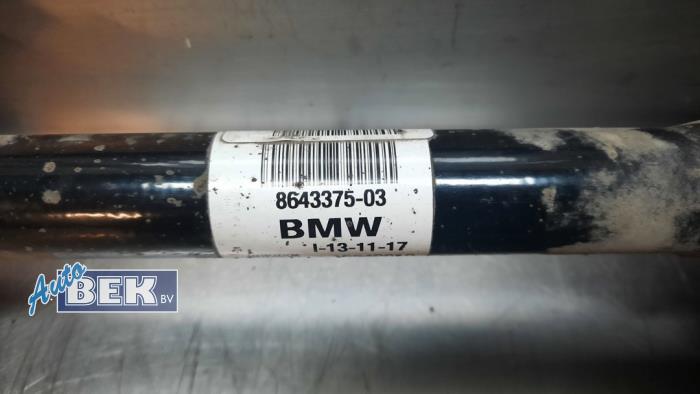 8643375-03
BMW
I-13-11-17
Auto
BEK BV